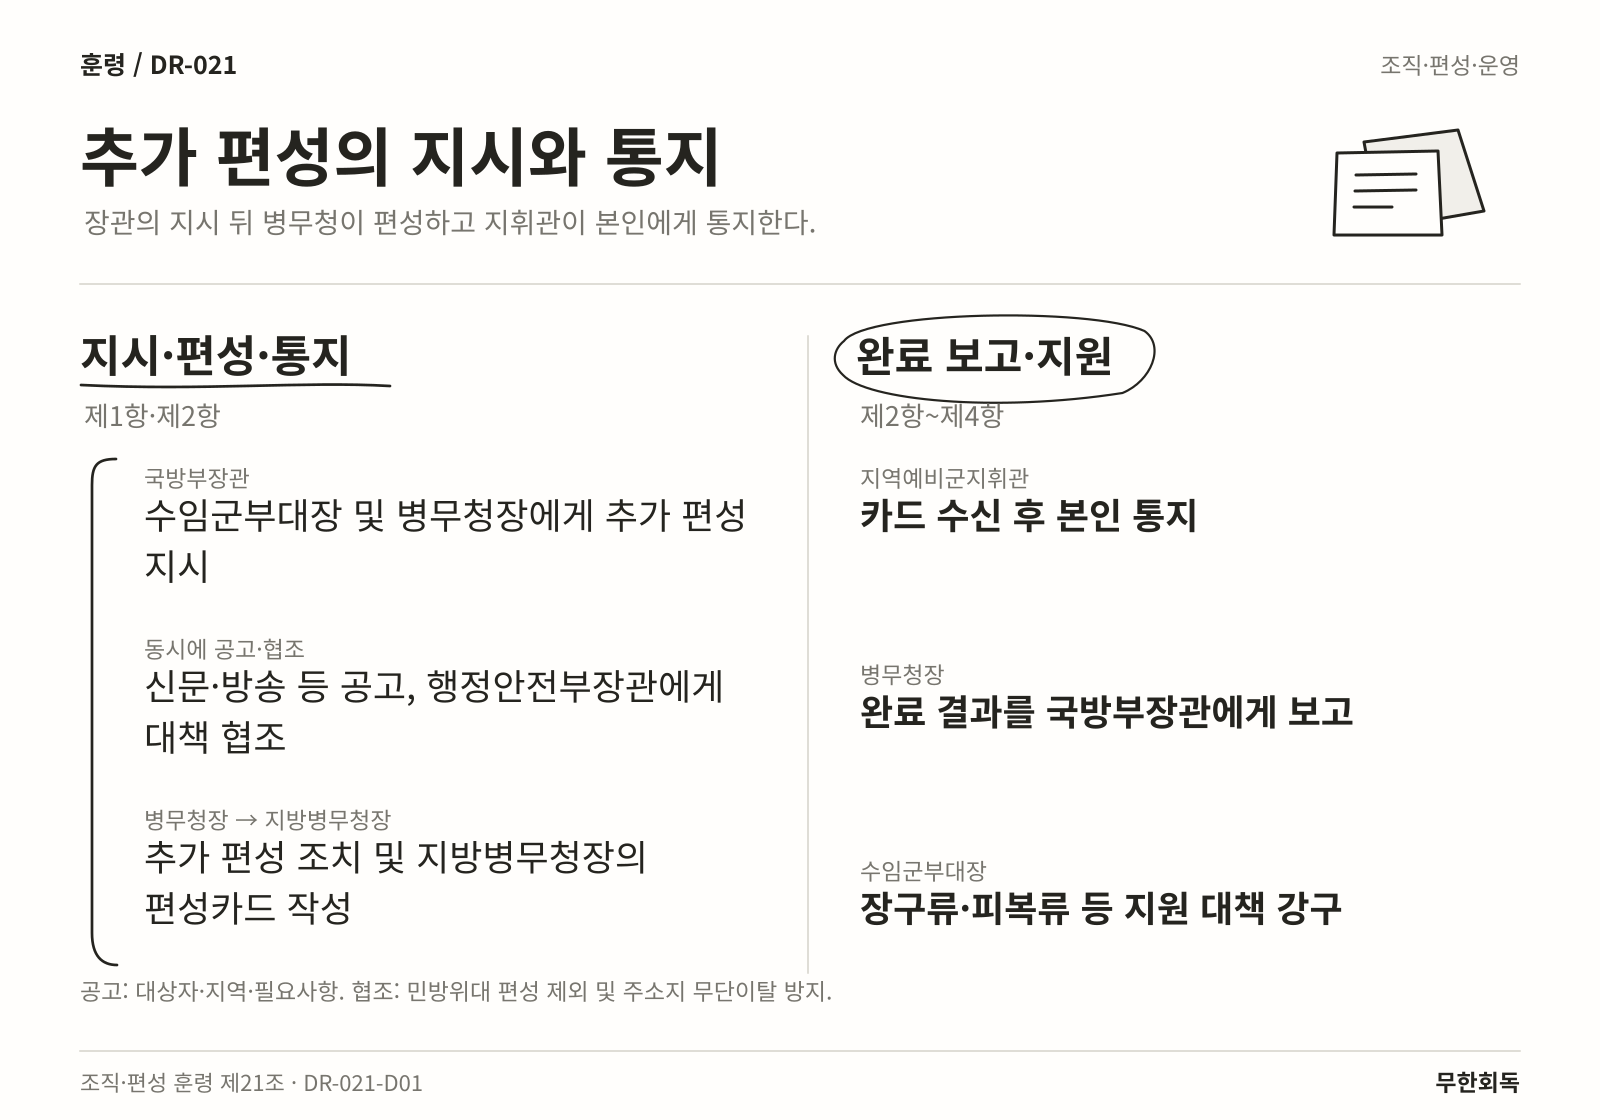 훈령 / DR-021
조직·편성·운영
추가 편성의 지시와 통지
장관의 지시 뒤 병무청이 편성하고 지휘관이 본인에게 통지한다.
지시·편성·통지
제1항·제2항
국방부장관
수임군부대장 및 병무청장에게 추가 편성
지시
동시에 공고·협조
신문·방송 등 공고, 행정안전부장관에게
대책 협조
병무청장 → 지방병무청장
추가 편성 조치 및 지방병무청장의
편성카드 작성
완료 보고·지원
제2항~제4항
지역예비군지휘관
카드 수신 후 본인 통지
병무청장
완료 결과를 국방부장관에게 보고
수임군부대장
장구류·피복류 등 지원 대책 강구
공고: 대상자·지역·필요사항. 협조: 민방위대 편성 제외 및 주소지 무단이탈 방지.
조직·편성 훈령 제21조 · DR-021-D01
무한회독